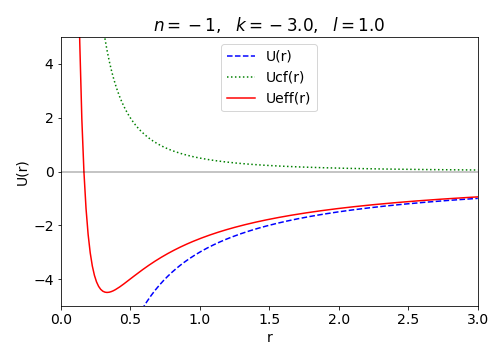 n = −1,   k = −3.0,   l = 1.0
U(r)
Ucf(r)
Ueff(r)
U(r)
4
2
0
−2
−4
0.0 0.5 1.0 1.5 2.0 2.5 3.0
r